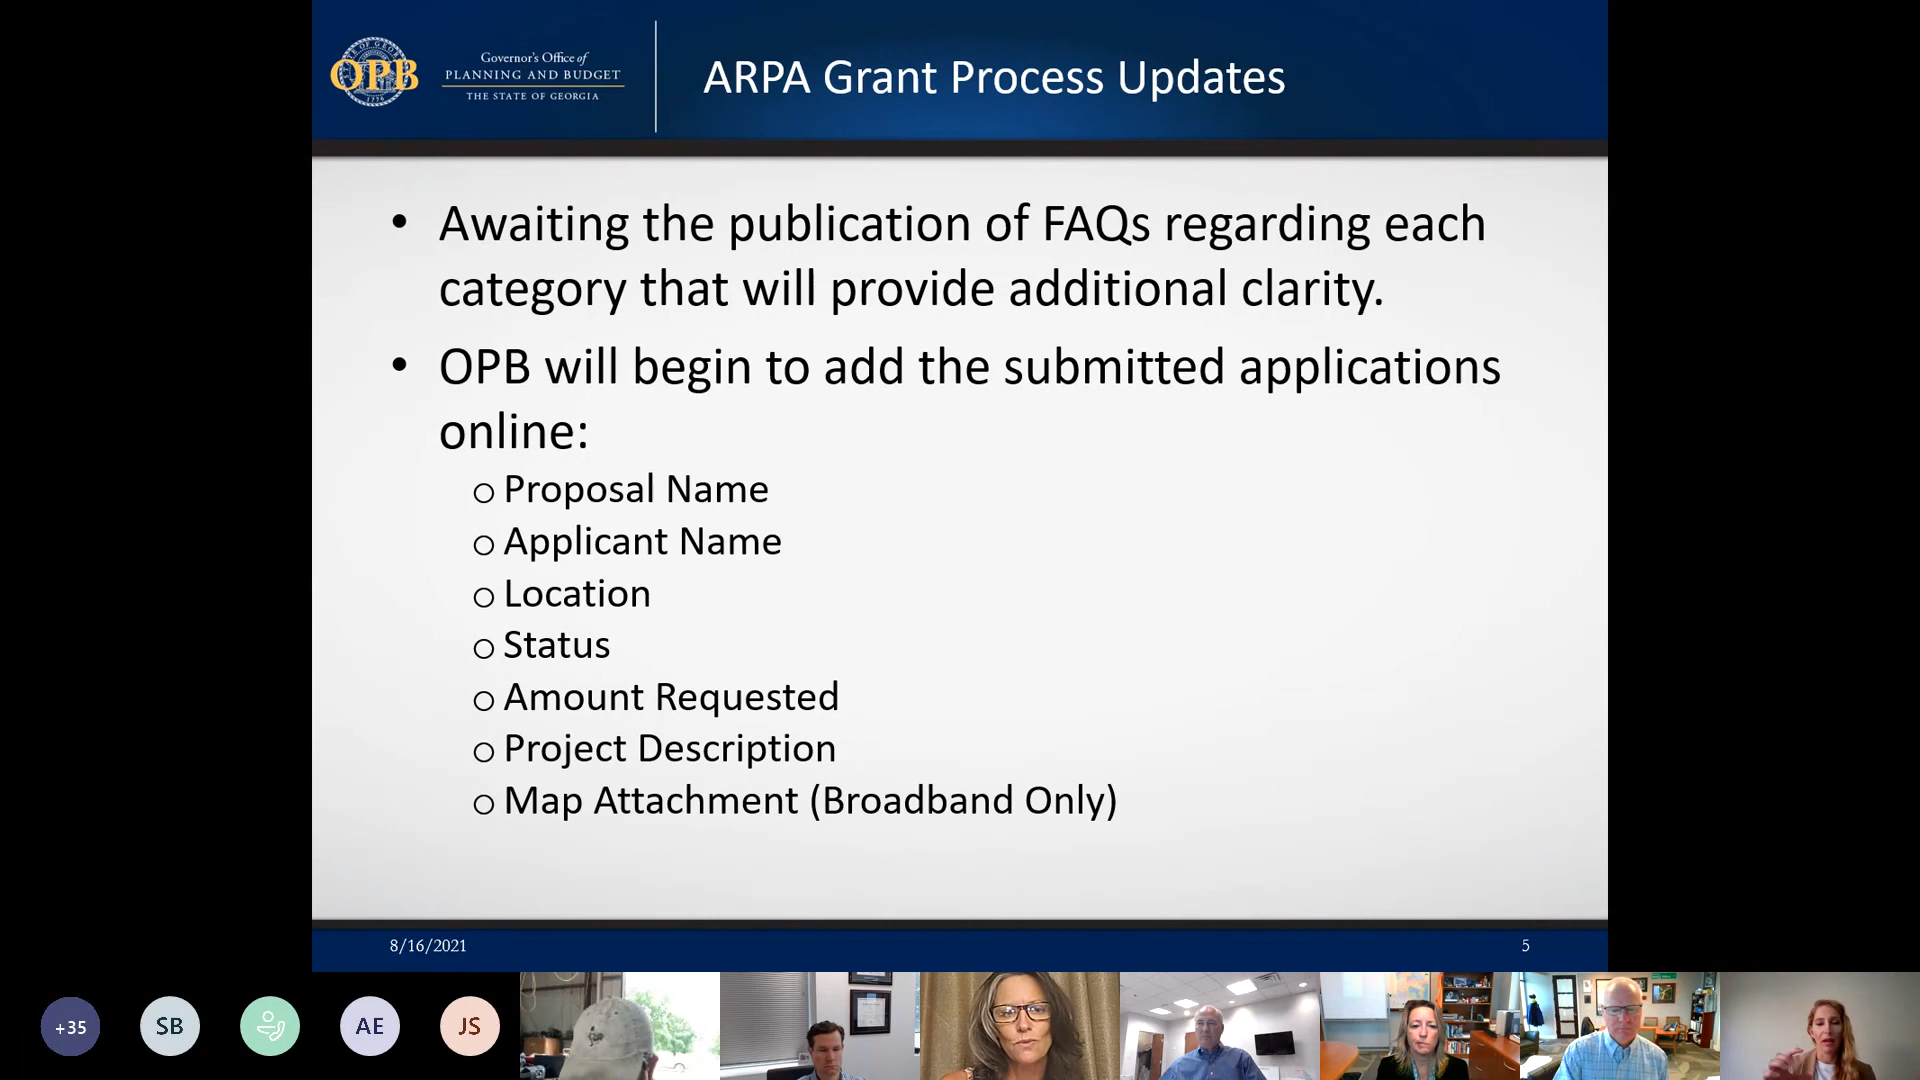 OPB
1776
Governor's Office of
PLANNING AND BUDGET
THE STATE OF GEORGIA
ARPA Grant Process Updates
• Awaiting the publication of FAQs regarding each
category that will provide additional clarity.
• OPB will begin to add the submitted applications
online:
o Proposal Name
o Applicant Name
o Location
o Status
o Amount Requested
o Project Description
o Map Attachment (Broadband Only)
8/16/2021
5
+35
SB
AE
JS